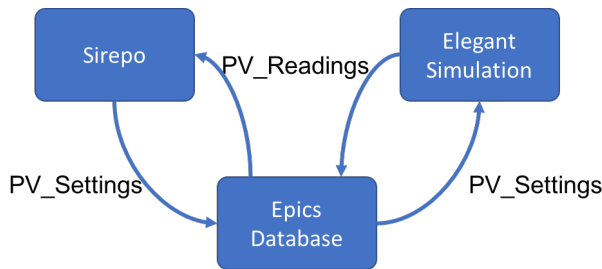 Sirepo
PV_Readings
Elegant
Simulation
PV_Settings
PV_Settings
Epics
Database